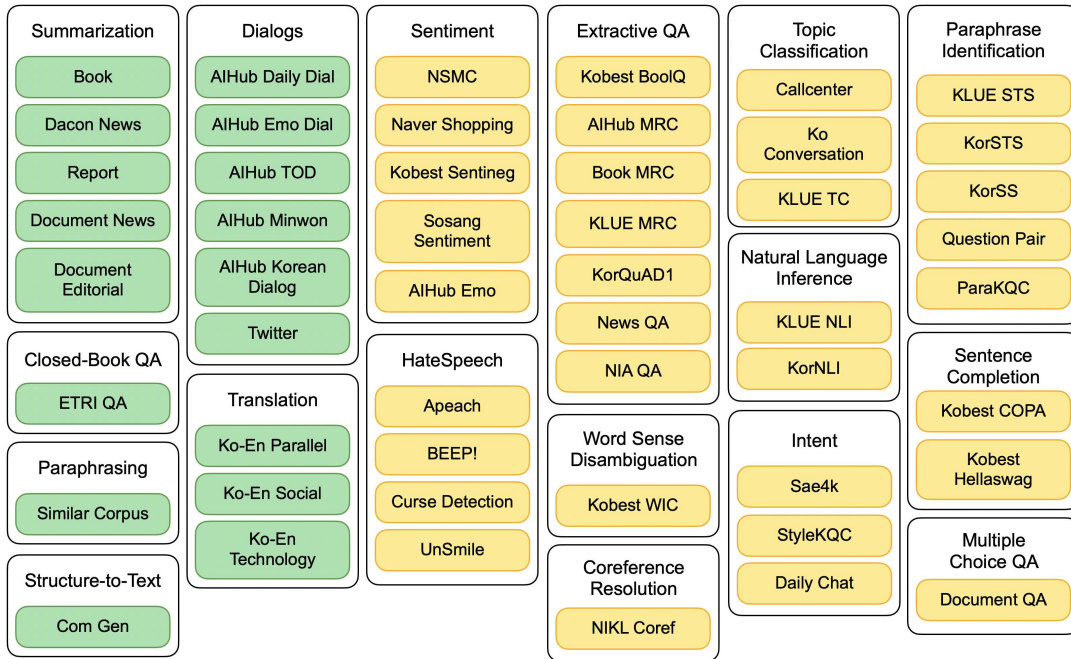 Summarization
Book
Dacon News
Report
Document News
Document
Editorial
Closed-Book QA
ETRI QA
Paraphrasing
Similar Corpus
Structure-to-Text
Com Gen
Dialogs
AIHub Daily Dial
AIHub Emo Dial
AIHub TOD
AIHub Minwon
AIHub Korean
Dialog
Twitter
Translation
Ko-En Parallel
Ko-En Social
Ko-En
Technology
Sentiment
NSMC
Naver Shopping
Kobest Sentineg
Sosang
Sentiment
AIHub Emo
HateSpeech
Apeach
BEEP!
Curse Detection
UnSmile
Extractive QA
Kobest BoolQ
AIHub MRC
Book MRC
KLUE MRC
KorQuAD1
News QA
NIA QA
Word Sense
Disambiguation
Kobest WIC
Coreference
Resolution
NIKL Coref
Topic
Classification
Callcenter
Ko
Conversation
KLUE TC
Natural Language
Inference
KLUE NLI
KorNLI
Intent
Sae4k
StyleKQC
Daily Chat
Paraphrase
Identification
KLUE STS
KorSTS
KorSS
Question Pair
ParaKQC
Sentence
Completion
Kobest COPA
Kobest
Hellaswag
Multiple
Choice QA
Document QA